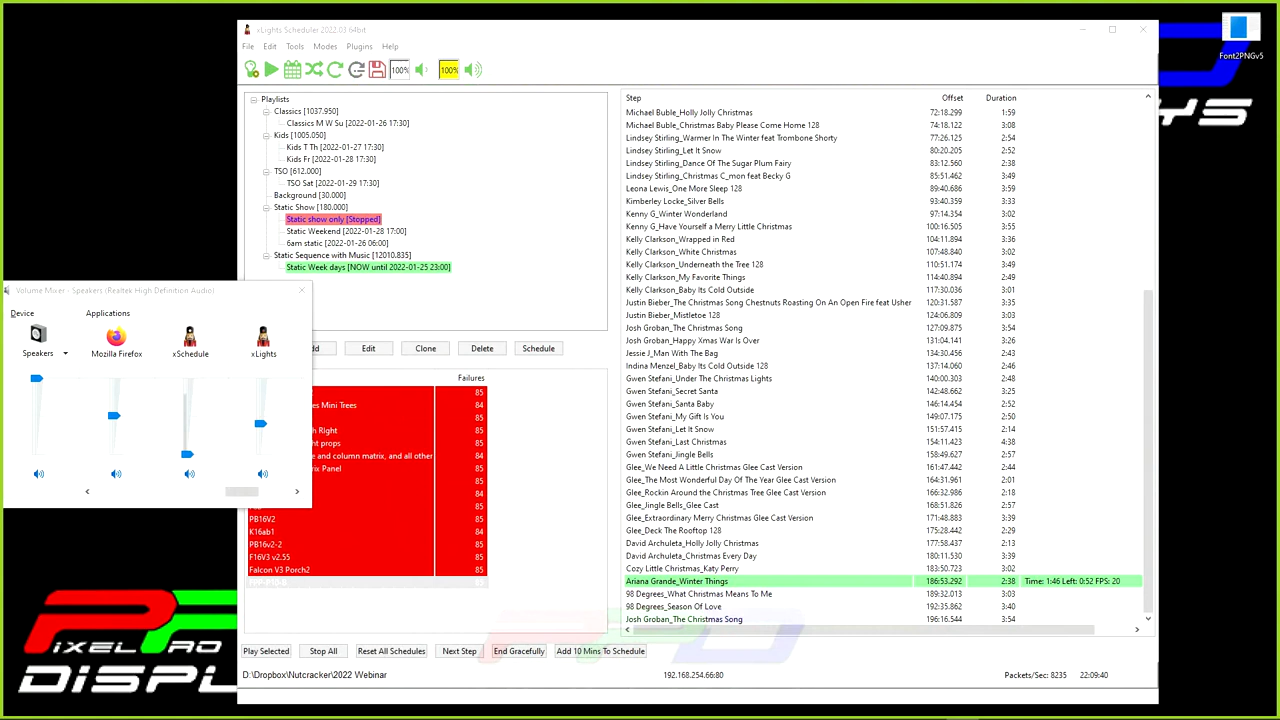 xLights Scheduler 2022.03 64bit
File Edit Tools Modes Plugins Help
100% 100%
Font2PNGv5
Playlists
Classics [1037.950]
Classics M W Su [2022-01-26 17:30]
Kids [1005.050]
Kids T Th [2022-01-27 17:30]
Kids Fr [2022-01-28 17:30]
TSO [612.000]
TSO Sat [2022-01-29 17:30]
Background [30.000]
Static Show [180.000]
Static show only [Stopped]
Static Weekend [2022-01-28 17:00]
6am static [2022-01-26 06:00]
Static Sequence with Music [12010.835]
Static Week days [NOW until 2022-01-25 23:00]
Volume Mixer - Speakers (Realtek High Definition Audio)
Device Applications
Speakers Mozilla Firefox xSchedule xLights
dd Edit Clone Delete Schedule
Failures
85
es Mini Trees 84
85
h Right 85
ht props 85
e and column matrix, and all other 84
rix Panel 85
85
84
85
PB16V2 85
K16ab1 84
PB16v2-2 85
F16V3 v2.55 85
Falcon V3 Porch2 85
Step Offset Duration
Michael Buble_Holly Jolly Christmas 72:18.299 1:59
Michael Buble_Christmas Baby Please Come Home 128 74:18.122 3:08
Lindsey Stirling_Warmer In The Winter feat Trombone Shorty 77:26.125 2:54
Lindsey Stirling_Let It Snow 80:20.205 2:52
Lindsey Stirling_Dance Of The Sugar Plum Fairy 83:12.560 2:38
Lindsey Stirling_Christmas C_mon feat Becky G 85:51.462 3:49
Leona Lewis_One More Sleep 128 89:40.686 3:59
Kimberley Locke_Silver Bells 93:40.359 3:33
Kenny G_Winter Wonderland 97:14.354 3:02
Kenny G_Have Yourself a Merry Little Christmas 100:16.505 3:55
Kelly Clarkson_Wrapped in Red 104:11.894 3:36
Kelly Clarkson_White Christmas 107:48.840 3:02
Kelly Clarkson_Underneath the Tree 128 110:51.174 3:49
Kelly Clarkson_My Favorite Things 114:40.894 2:49
Kelly Clarkson_Baby Its Cold Outside 117:30.036 3:01
Justin Bieber_The Christmas Song Chestnuts Roasting On An Open Fire feat Usher 120:31.587 3:35
Justin Bieber_Mistletoe 128 124:06.809 3:03
Josh Groban_The Christmas Song 127:09.875 3:54
Josh Groban_Happy Xmas War Is Over 131:04.141 3:26
Jessie J_Man With The Bag 134:30.456 2:43
Indina Menzel_Baby Its Cold Outside 128 137:14.060 2:46
Gwen Stefani_Under The Christmas Lights 140:00.303 2:48
Gwen Stefani_Secret Santa 142:48.662 3:25
Gwen Stefani_Santa Baby 146:14.454 2:52
Gwen Stefani_My Gift Is You 149:07.175 2:50
Gwen Stefani_Let It Snow 151:57.415 2:14
Gwen Stefani_Last Christmas 154:11.423 4:38
Gwen Stefani_Jingle Bells 158:49.627 2:57
Glee_We Need A Little Christmas Glee Cast Version 161:47.442 2:44
Glee_The Most Wonderful Day Of The Year Glee Cast Version 164:31.961 2:01
Glee_Rockin Around the Christmas Tree Glee Cast Version 166:32.986 2:18
Glee_Jingle Bells_Glee Cast 168:51.826 2:57
Glee_Extraordinary Merry Christmas Glee Cast Version 171:48.883 3:39
Glee_Deck The Rooftop 128 175:28.442 2:29
David Archuleta_Holly Jolly Christmas 177:58.437 2:13
David Archuleta_Christmas Every Day 180:11.530 3:39
Cozy Little Christmas_Katy Perry 183:50.723 3:02
Ariana Grande_Winter Things 186:53.292 2:38 Time: 1:46 Left: 0:52 FPS: 20
98 Degrees_What Christmas Means To Me 189:32.013 3:03
98 Degrees_Season Of Love 192:35.862 3:40
Josh Groban_The Christmas Song 196:16.544 3:54
Play Selected Stop All Reset All Schedules Next Step End Gracefully Add 10 Mins To Schedule
D:\Dropbox\Nutcracker\2022 Webinar 192.168.254.66:80 Packets/Sec: 8235 22:09:40
PIXEL PRO
DISPL
YS
PPD